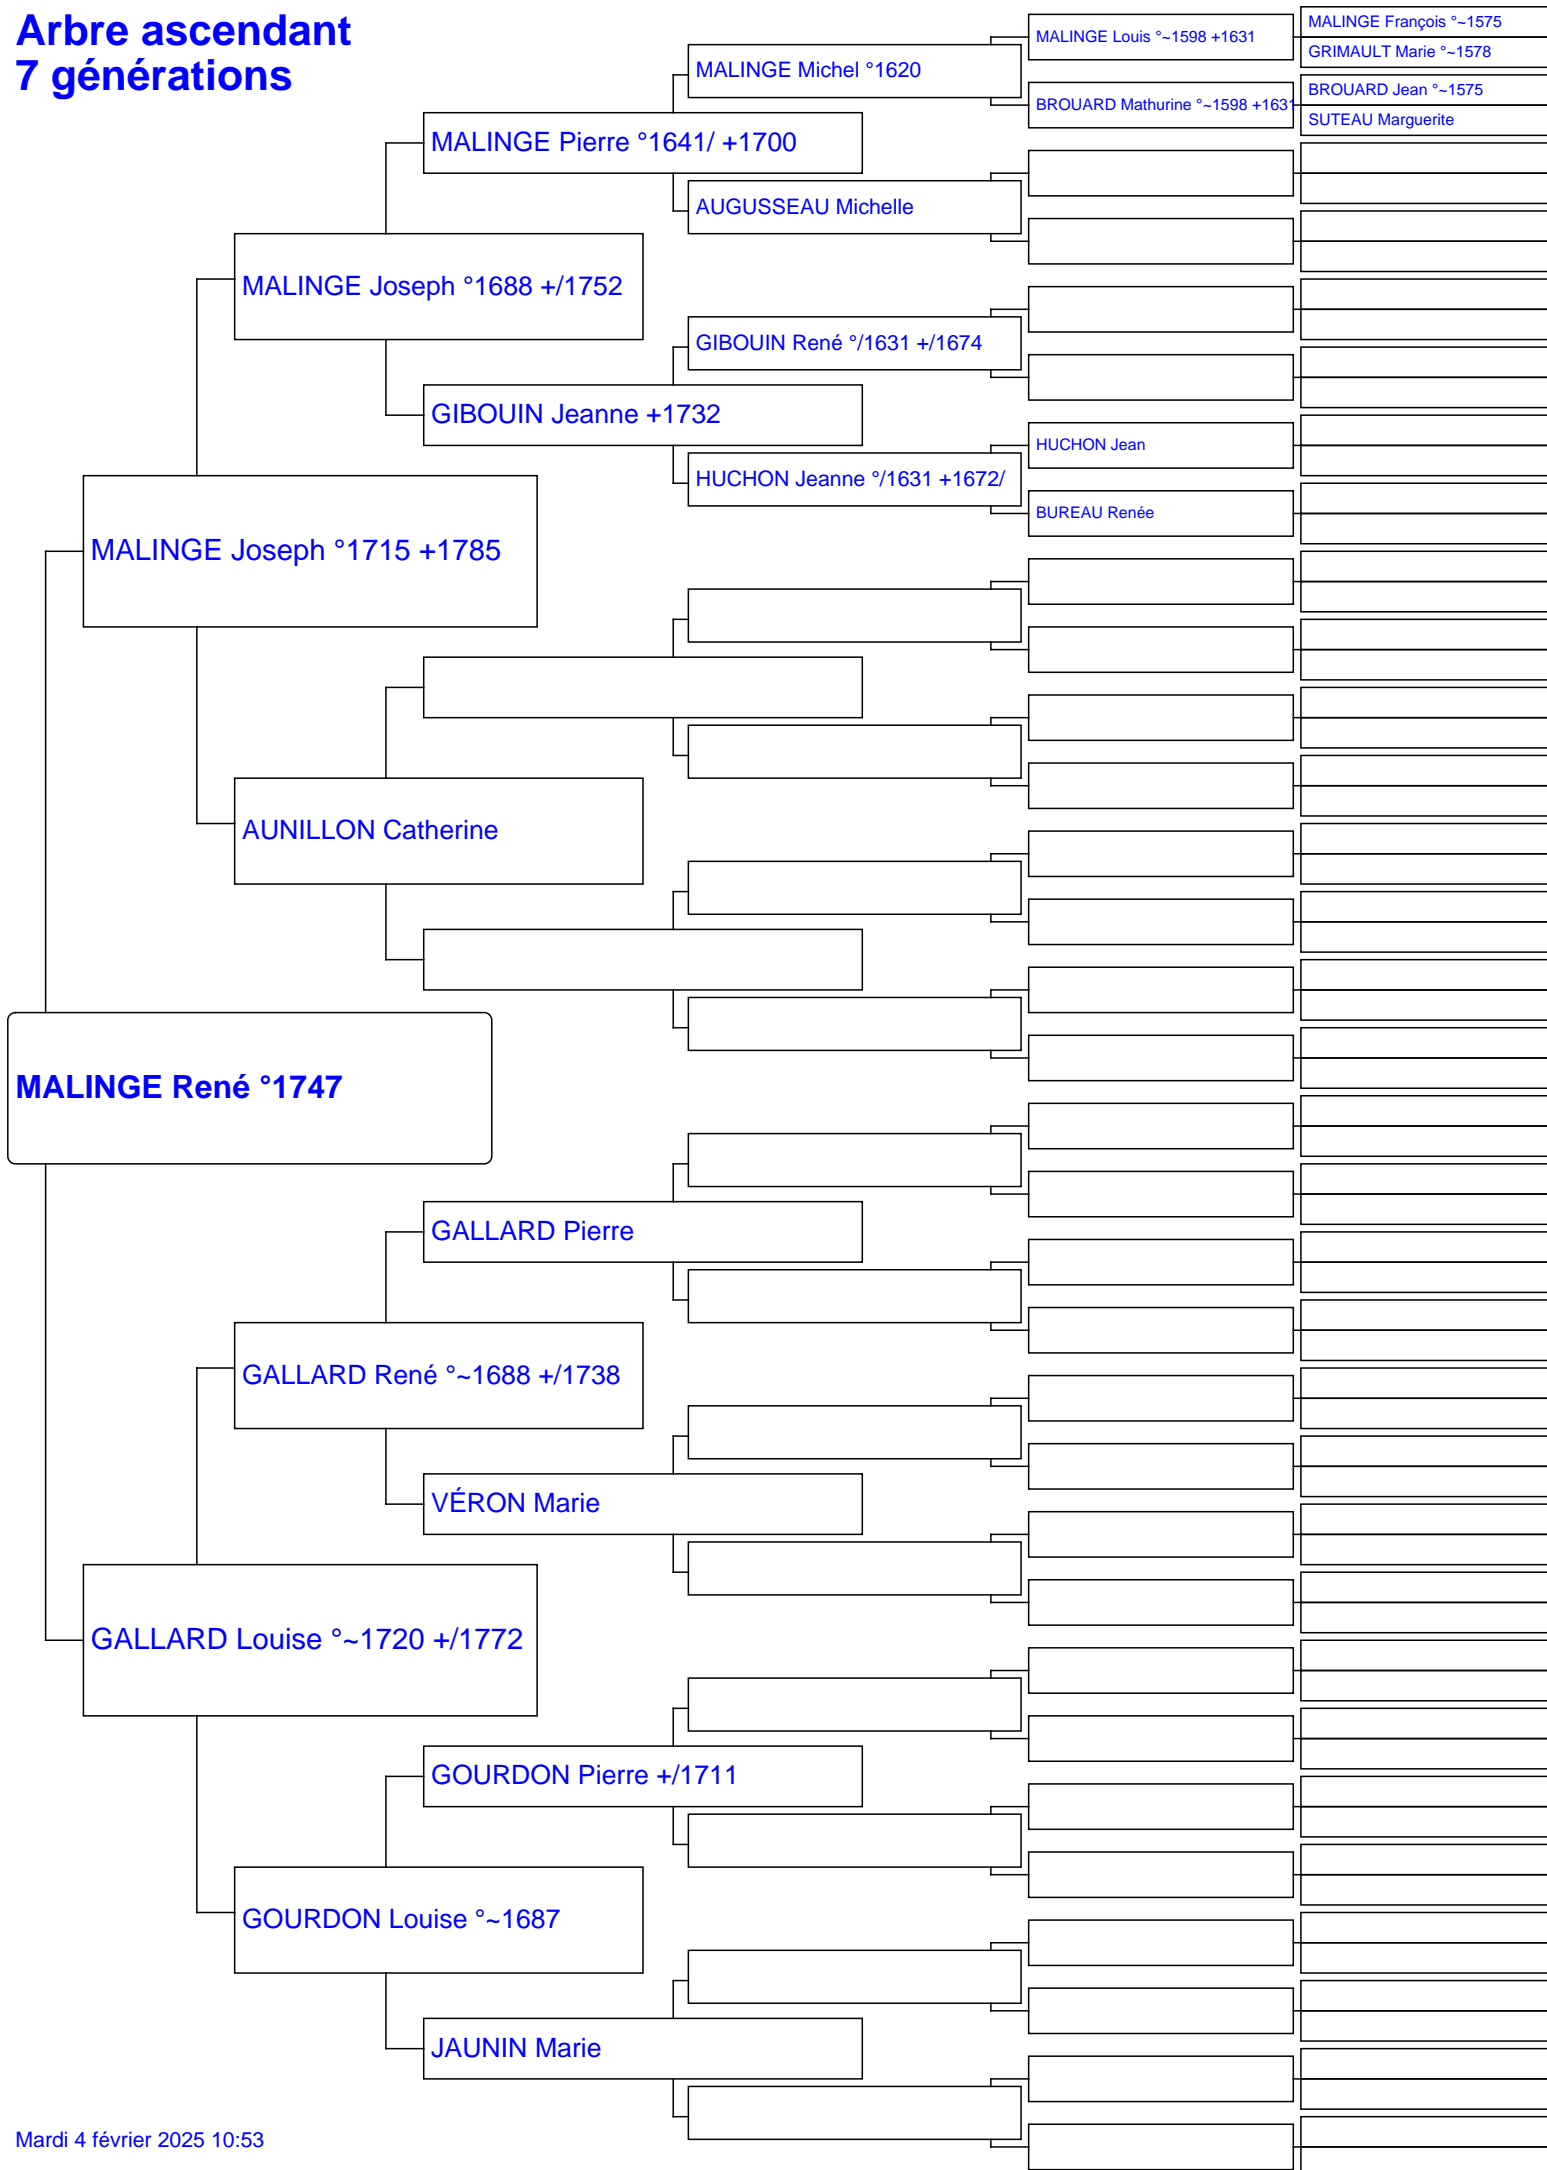 Arbre ascendant
7 générations
MALINGE François °~1575
MALINGE Louis °~1598 +1631
GRIMAULT Marie °~1578
MALINGE Michel °1620
BROUARD Jean °~1575
BROUARD Mathurine °~1598 +1631
SUTEAU Marguerite
MALINGE Pierre °1641/ +1700
AUGUSSEAU Michelle
MALINGE Joseph °1688 +/1752
GIBOUIN René °/1631 +/1674
GIBOUIN Jeanne +1732
HUCHON Jean
HUCHON Jeanne °/1631 +1672/
BUREAU Renée
MALINGE Joseph °1715 +1785
AUNILLON Catherine
MALINGE René °1747
GALLARD Pierre
GALLARD René °~1688 +/1738
VÉRON Marie
GALLARD Louise °~1720 +/1772
GOURDON Pierre +/1711
GOURDON Louise °~1687
JAUNIN Marie
Mardi 4 février 2025 10:53